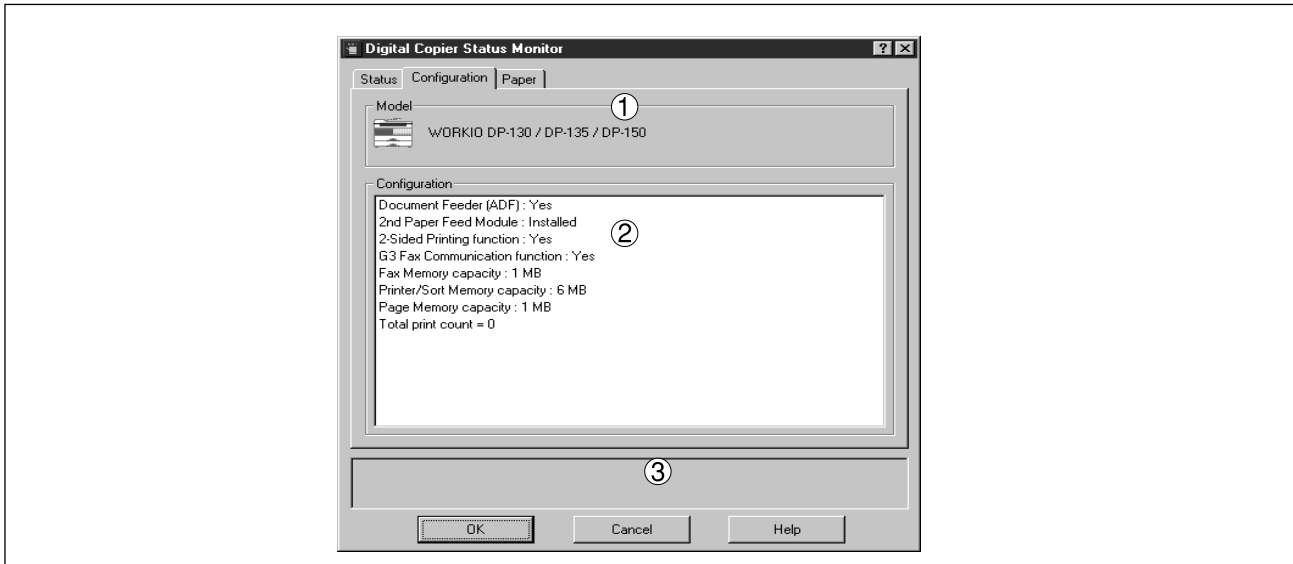 Digital Copier Status Monitor
? ×
Status Configuration Paper
Model
①
WORKIO DP-130 / DP-135 / DP-150
Configuration
Document Feeder (ADF) : Yes
2nd Paper Feed Module : Installed
②
2-Sided Printing function : Yes
G3 Fax Communication function : Yes
Fax Memory capacity : 1 MB
Printer/Sort Memory capacity : 6 MB
Page Memory capacity : 1 MB
Total print count = 0
③
OK Cancel Help